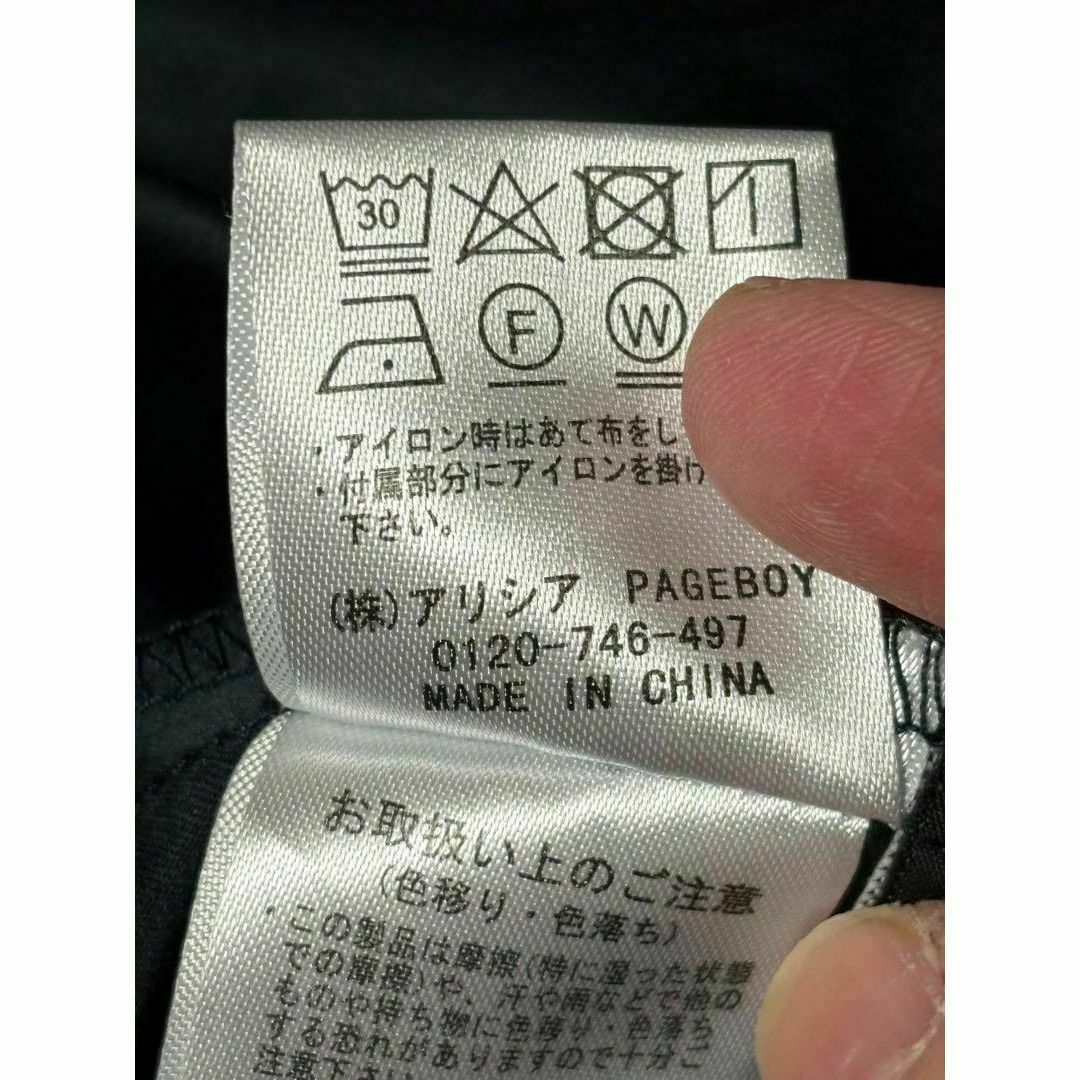 30
F W
・アイロン時はあて布をし
・付属部分にアイロンを掛け
下さい。
(株)アリシア PAGEBOY
0120-746-497
MADE IN CHINA
お取扱い上のご注意
(色移り・色落ち)
・この製品は摩擦(特に湿った状態
での摩擦)や、汗や雨などで他の
ものや持ち物に色移り・色落ち
する恐れがありますので十分ご
注意下さい